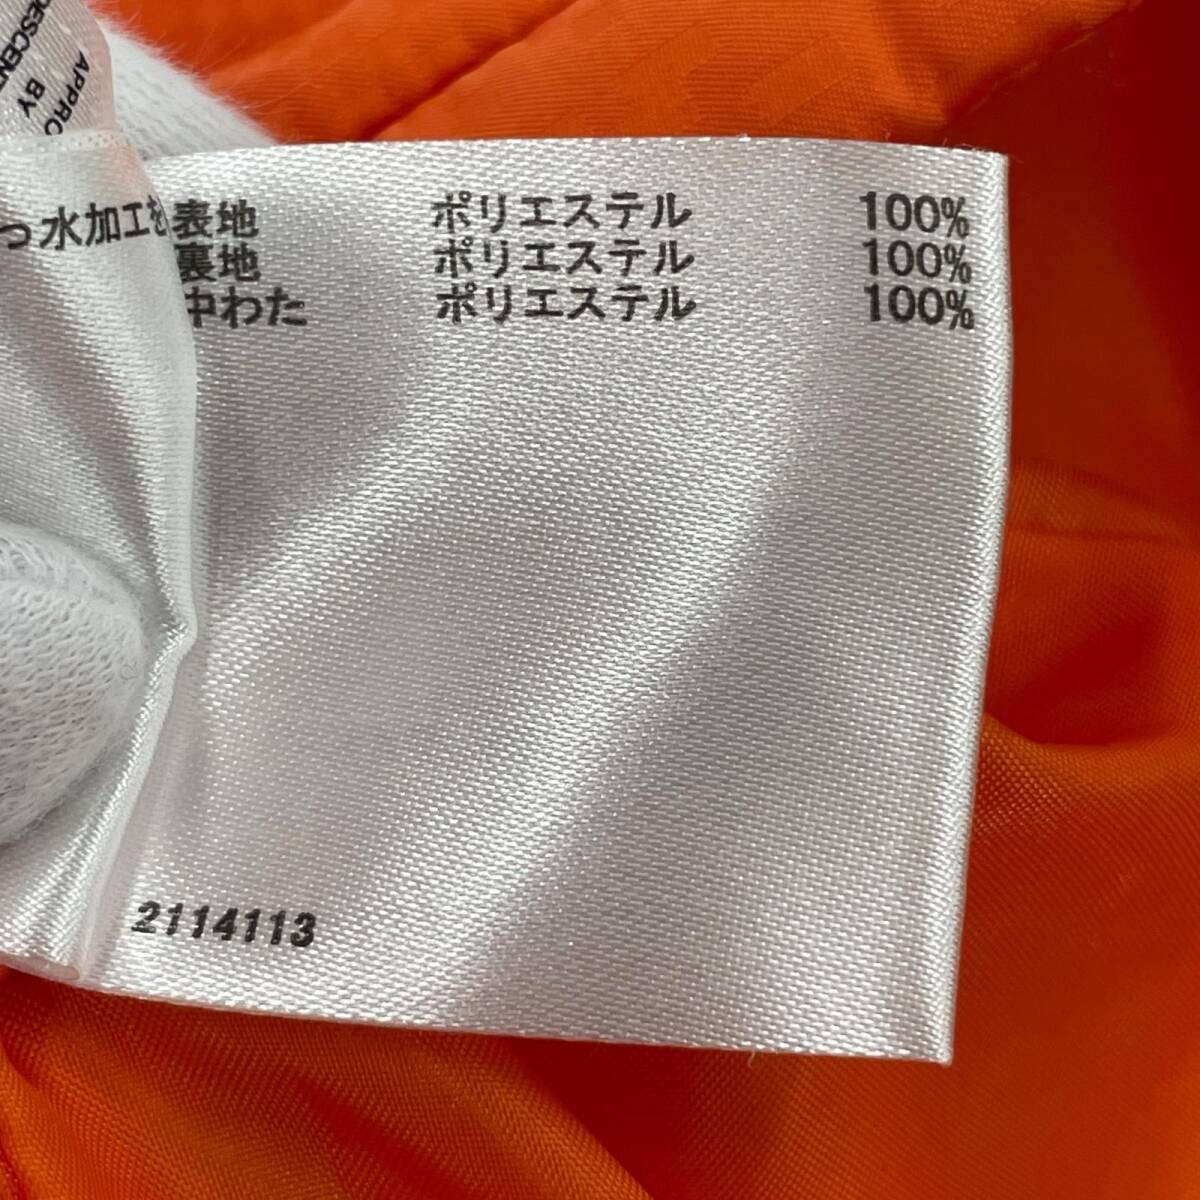 BY
っ水加工を
表地 ポリエステル 100%
裏地 ポリエステル 100%
中わた ポリエステル 100%
2114113